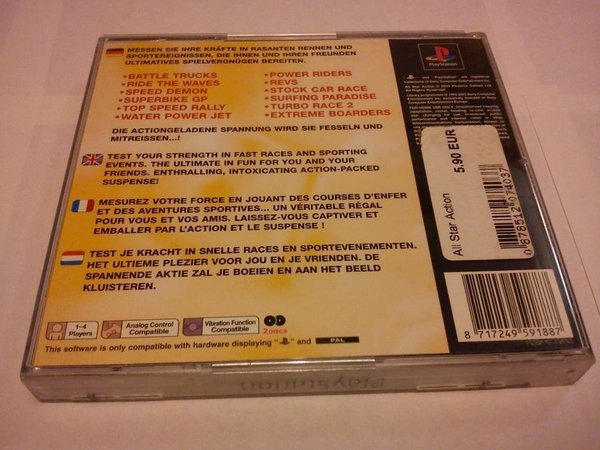 MESSEN SIE IHRE KRÄFTE IN RASANTEN RENNEN UND
SPORTEREIGNISSEN, DIE IHNEN UND IHREN FREUNDEN
ULTIMATIVES SPIELVERGNÜGEN BEREITEN.
•BATTLE TRUCKS
•RIDE THE WAVES
•SPEED DEMON
•SUPERBIKE GP
•TOP SPEED RALLY
•WATER POWER JET
•POWER RIDERS
•REVS
•STOCK CAR RACE
•SURFING PARADISE
•TURBO RACE 2
•EXTREME BOARDERS
DIE ACTIONGELADENE SPANNUNG WIRD SIE FESSELN UND
MITREISSEN...!
TEST YOUR STRENGTH IN FAST RACES AND SPORTING
EVENTS. THE ULTIMATE IN FUN FOR YOU AND YOUR
FRIENDS. ENTHRALLING, INTOXICATING ACTION-PACKED
SUSPENSE!
MESUREZ VOTRE FORCE EN JOUANT DES COURSES D'ENFER
ET DES AVENTURES SPORTIVES... UN VÉRITABLE RÉGAL
POUR VOUS ET VOS AMIS. LAISSEZ-VOUS CAPTIVER ET
EMBALLER PAR L'ACTION ET LE SUSPENSE !
TEST JE KRACHT IN SNELLE RACES EN SPORTEVENEMENTEN.
HET ULTIEME PLEZIER VOOR JOU EN JE VRIENDEN. DE
SPANNENDE AKTIE ZAL JE BOEIEN EN AAN HET BEELD
KLUISTEREN.
1-4
Players
Analog Control
Compatible
Vibration Function
Compatible
2 DISCS
This software is only compatible with hardware displaying " " and PAL
PlayStation
All Star Action
5.90 EUR
0 878512 074037
8 717249 591887
PlayStation